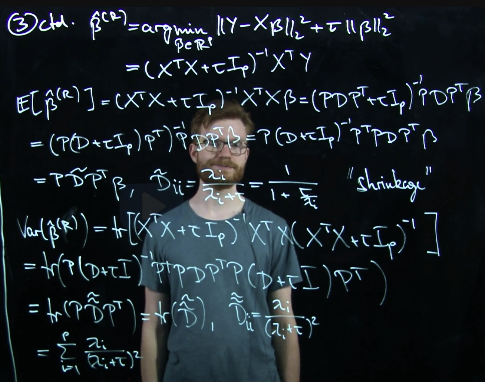 ③ ctd. β̂^(R) = argmin_{β∈ℝ^p} ‖Y − Xβ‖₂² + τ‖β‖₂²
= (XᵀX + τI_p)⁻¹ XᵀY
E[β̂^(R)] = (XᵀX + τI_p)⁻¹ XᵀXβ = (PDPᵀ + τI_p)⁻¹ PDPᵀβ
= (P(D + τI_p)Pᵀ)⁻¹ PDPᵀβ = P(D + τI_p)⁻¹ PᵀPDPᵀβ
= PD̃Pᵀβ, D̃_ii = λ_i/(λ_i + τ) = 1/(1 + τ/λ_i) "shrinkage"
Var(β̂^(R)) = tr[(XᵀX + τI_p)⁻¹ XᵀX (XᵀX + τI_p)⁻¹]
= tr(P(D + τI)⁻¹ PᵀPDPᵀP(D + τI)Pᵀ)
= tr(PD̃̃Pᵀ) = tr(D̃̃), D̃̃_ii = λ_i/(λ_i + τ)²
= Σ_{i=1}^p λ_i/(λ_i + τ)²